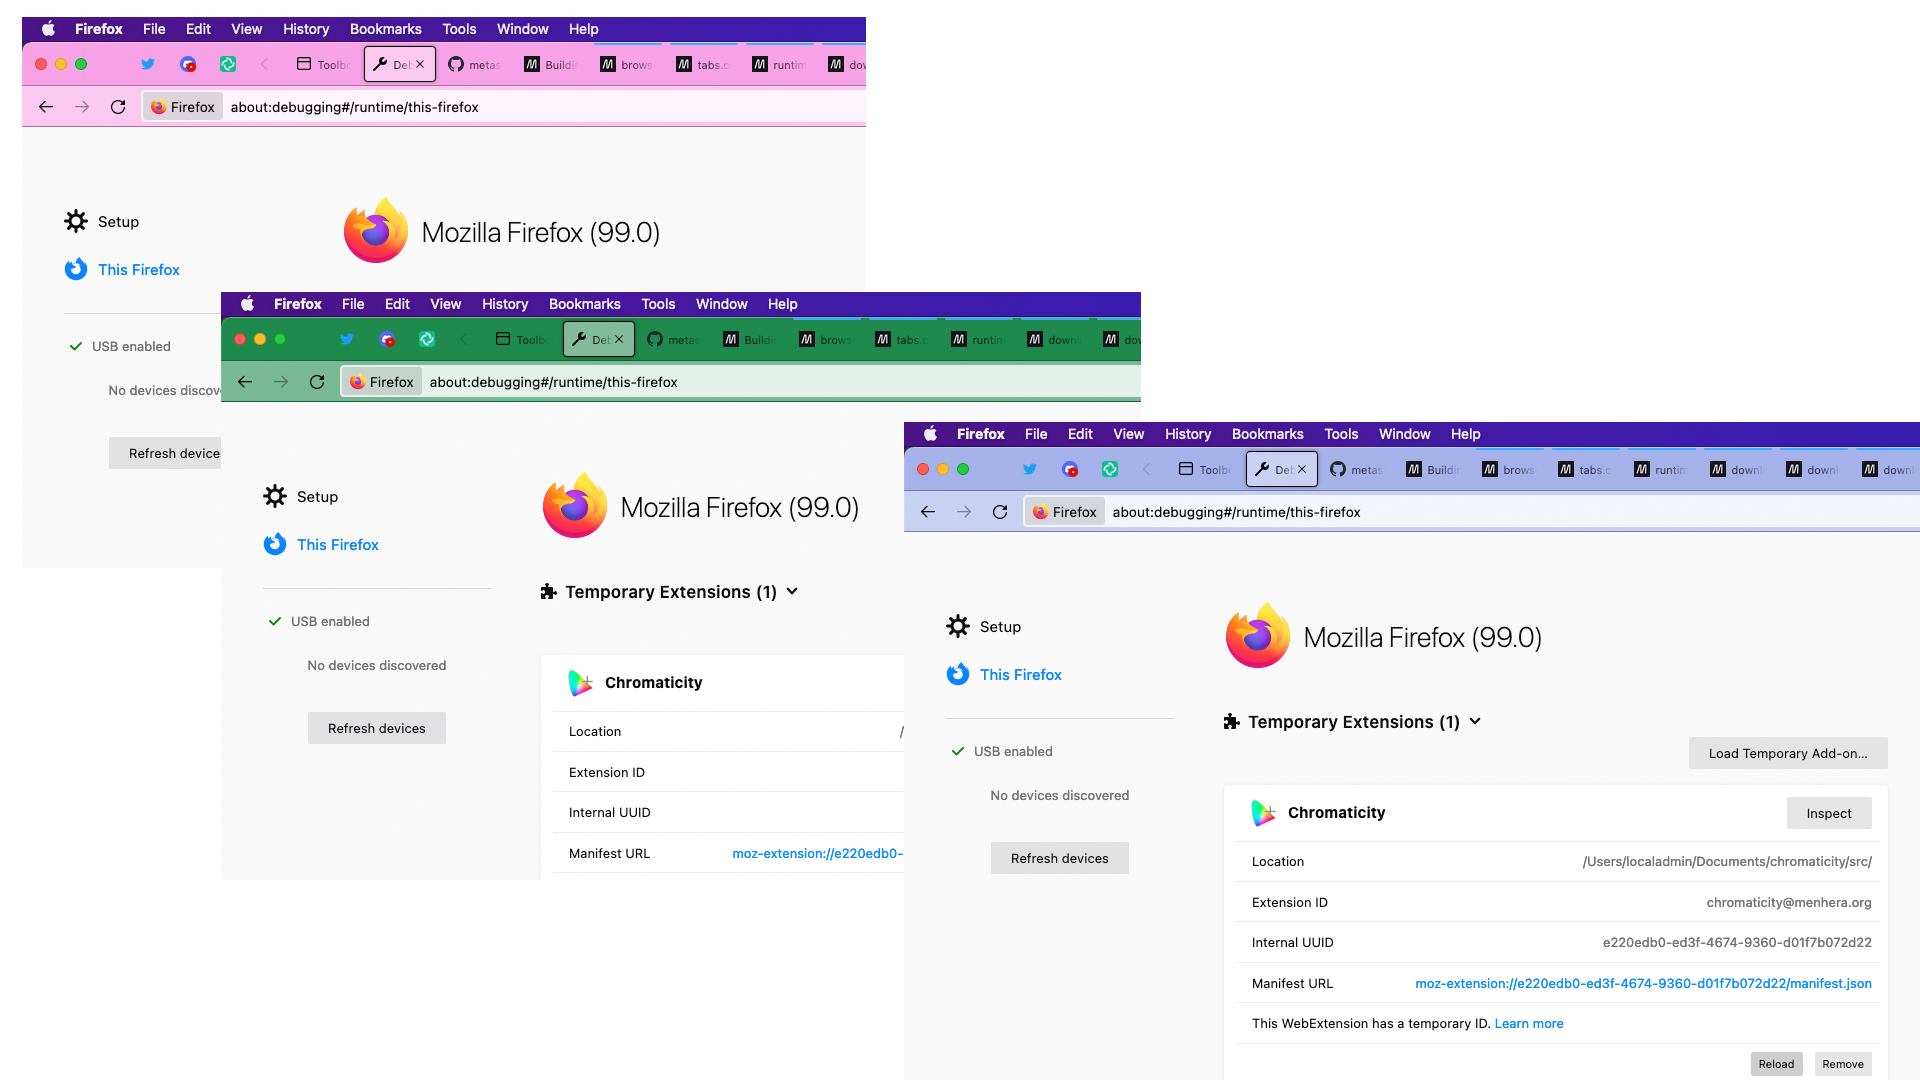 Firefox File Edit View History Bookmarks Tools Window Help
Toolb Deb metas Buildin brows tabs.c runtim dow
Firefox about:debugging#/runtime/this-firefox
Setup
Mozilla Firefox (99.0)
This Firefox
USB enabled
No devices discov
Refresh device
Firefox File Edit View History Bookmarks Tools Window Help
Toolb Deb metas Buildi brows tabs.c runtim downl dow
Firefox about:debugging#/runtime/this-firefox
Setup
Mozilla Firefox (99.0)
This Firefox
Temporary Extensions (1)
USB enabled
No devices discovered
Refresh devices
Chromaticity
Location /
Extension ID
Internal UUID
Manifest URL moz-extension://e220edb0-
Firefox File Edit View History Bookmarks Tools Window Help
Toolb Deb metas Buildin brows tabs.c runtim downl downl downl
Firefox about:debugging#/runtime/this-firefox
Setup
Mozilla Firefox (99.0)
This Firefox
Temporary Extensions (1)
USB enabled
Load Temporary Add-on...
No devices discovered
Refresh devices
Chromaticity
Inspect
Location /Users/localadmin/Documents/chromaticity/src/
Extension ID chromaticity@menhera.org
Internal UUID e220edb0-ed3f-4674-9360-d01f7b072d22
Manifest URL moz-extension://e220edb0-ed3f-4674-9360-d01f7b072d22/manifest.json
This WebExtension has a temporary ID. Learn more
Reload Remove